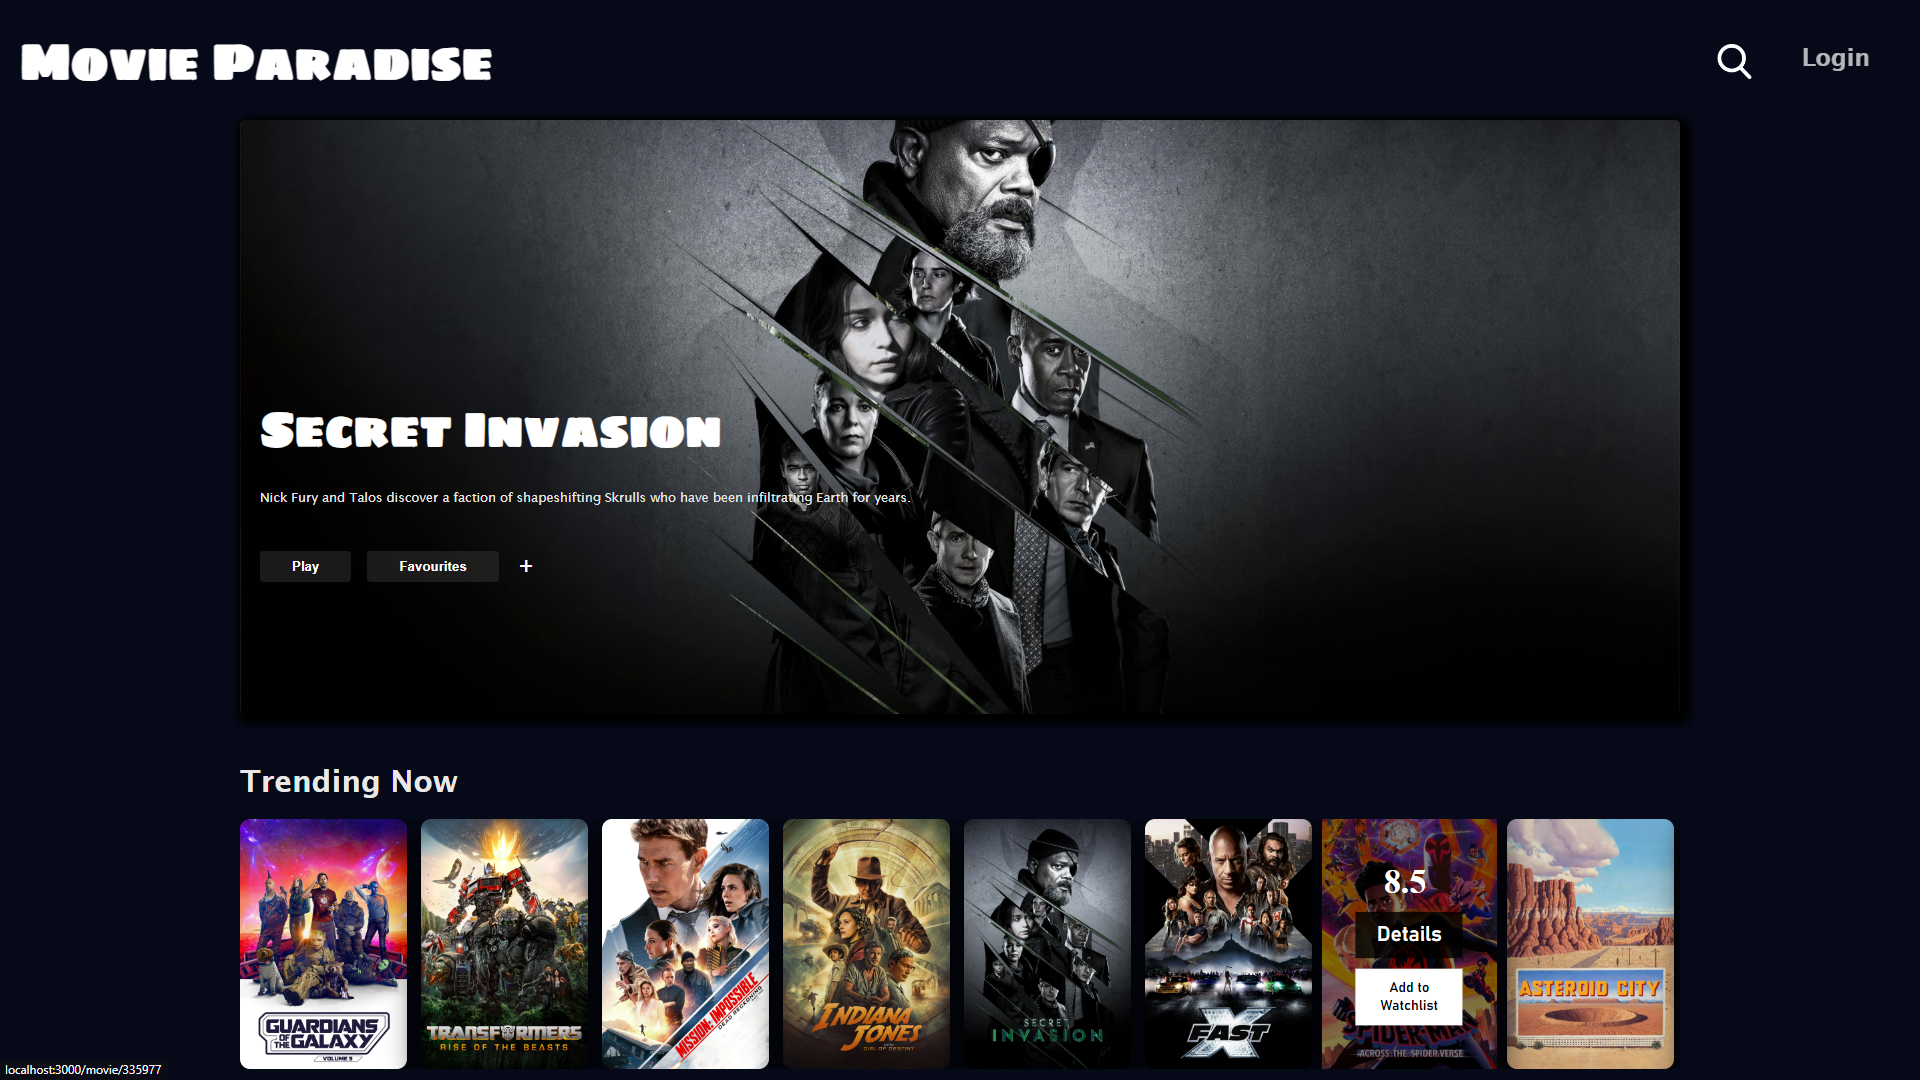 MOVIE PARADISE
Login
SECRET INVASION
Nick Fury and Talos discover a faction of shapeshifting Skrulls who have been infiltrating Earth for years.
Play
Favourites
+
Trending Now
GUARDIANS
OF THE GALAXY
VOLUME 3
TRANSFORMERS
RISE OF THE BEASTS
MISSION: IMPOSSIBLE
DEAD RECKONING
INDIANA
JONES
AND THE
DIAL OF DESTINY
SECRET
INVASION
FAST X
8.5
Details
Add to
Watchlist
SPIDER-MAN
ACROSS THE SPIDER-VERSE
ASTEROID CITY
localhost:3000/movie/335977